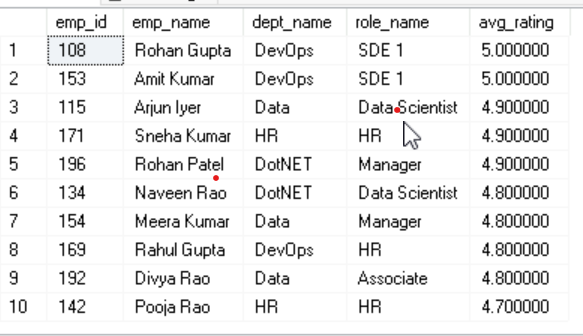 emp_id emp_name dept_name role_name avg_rating
1 108 Rohan Gupta DevOps SDE 1 5.000000
2 153 Amit Kumar DevOps SDE 1 5.000000
3 115 Arjun Iyer Data Data Scientist 4.900000
4 171 Sneha Kumar HR HR 4.900000
5 196 Rohan Patel DotNET Manager 4.900000
6 134 Naveen Rao DotNET Data Scientist 4.800000
7 154 Meera Kumar Data Manager 4.800000
8 169 Rahul Gupta DevOps HR 4.800000
9 192 Divya Rao Data Associate 4.800000
10 142 Pooja Rao HR HR 4.700000